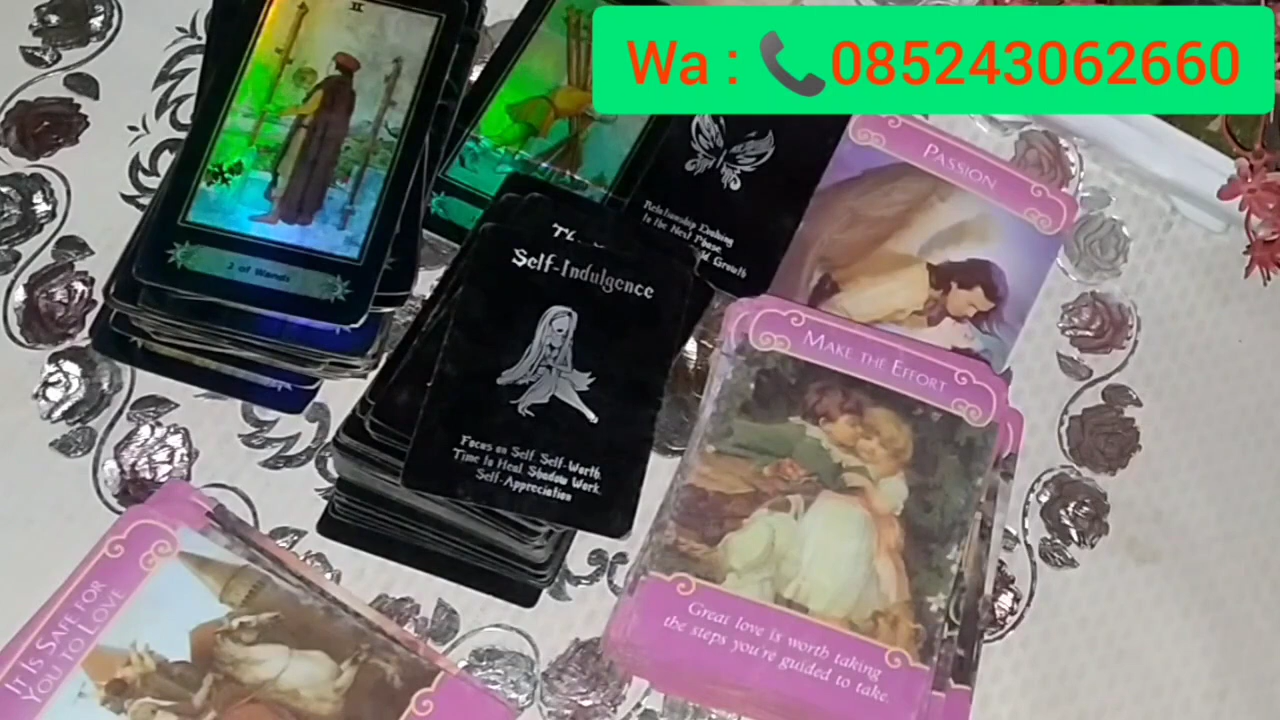 Wa : 085243062660
II
2 of Wands
Relationship Evolving
to the Next Phase
Growth
PASSION
Self-Indulgence
Focus on Self, Self-Worth,
Time to Heal, Shadow Work,
Self-Appreciation
MAKE THE EFFORT
Great love is worth taking
the steps you're guided to take.
IT IS SAFE FOR
YOU TO LOVE